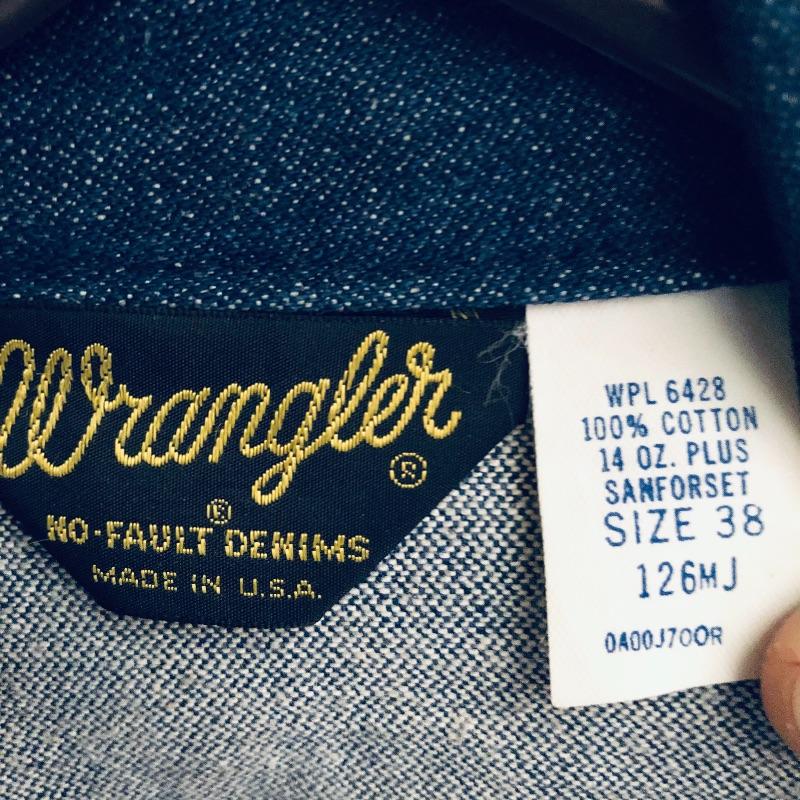 Wrangler®
®
NO-FAULT DENIMS
MADE IN U.S.A.
WPL 6428
100% COTTON
14 OZ. PLUS
SANFORSET
SIZE 38
126MJ
0A00J700R